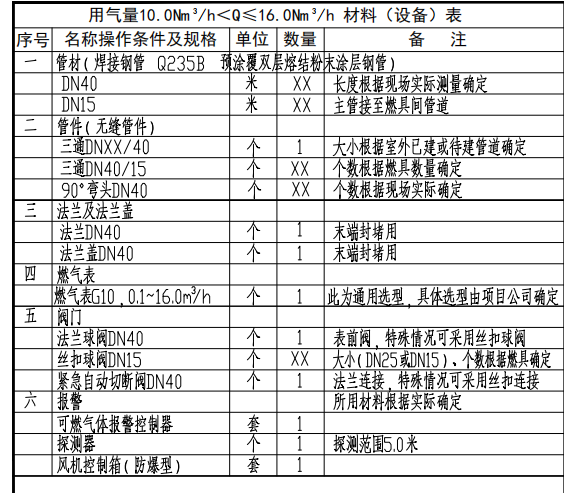 用气量10.0Nm³/h＜Q≤16.0Nm³/h 材料（设备）表
序号 名称操作条件及规格 单位 数量 备 注
一 管材(焊接钢管 Q235B 预涂覆双层熔结粉末涂层钢管)
DN40 米 XX 长度根据现场实际测量确定
DN15 米 XX 主管接至燃具间管道
二 管件(无缝管件)
三通DNXX/40 个 1 大小根据室外已建或待建管道确定
三通DN40/15 个 XX 个数根据燃具数量确定
90°弯头DN40 个 XX 个数根据现场实际确定
三 法兰及法兰盖
法兰DN40 个 1 末端封堵用
法兰盖DN40 个 1 末端封堵用
四 燃气表
燃气表G10,0.1~16.0m³/h 个 1 此为通用选型,具体选型由项目公司确定
五 阀门
法兰球阀DN40 个 1 表前阀,特殊情况可采用丝扣球阀
丝扣球阀DN15 个 XX 大小(DN25或DN15)、个数根据燃具确定
紧急自动切断阀DN40 个 1 法兰连接,特殊情况可采用丝扣连接
六 报警 所用材料根据实际确定
可燃气体报警控制器 套 1
探测器 个 1 探测范围5.0米
风机控制箱(防爆型) 套 1